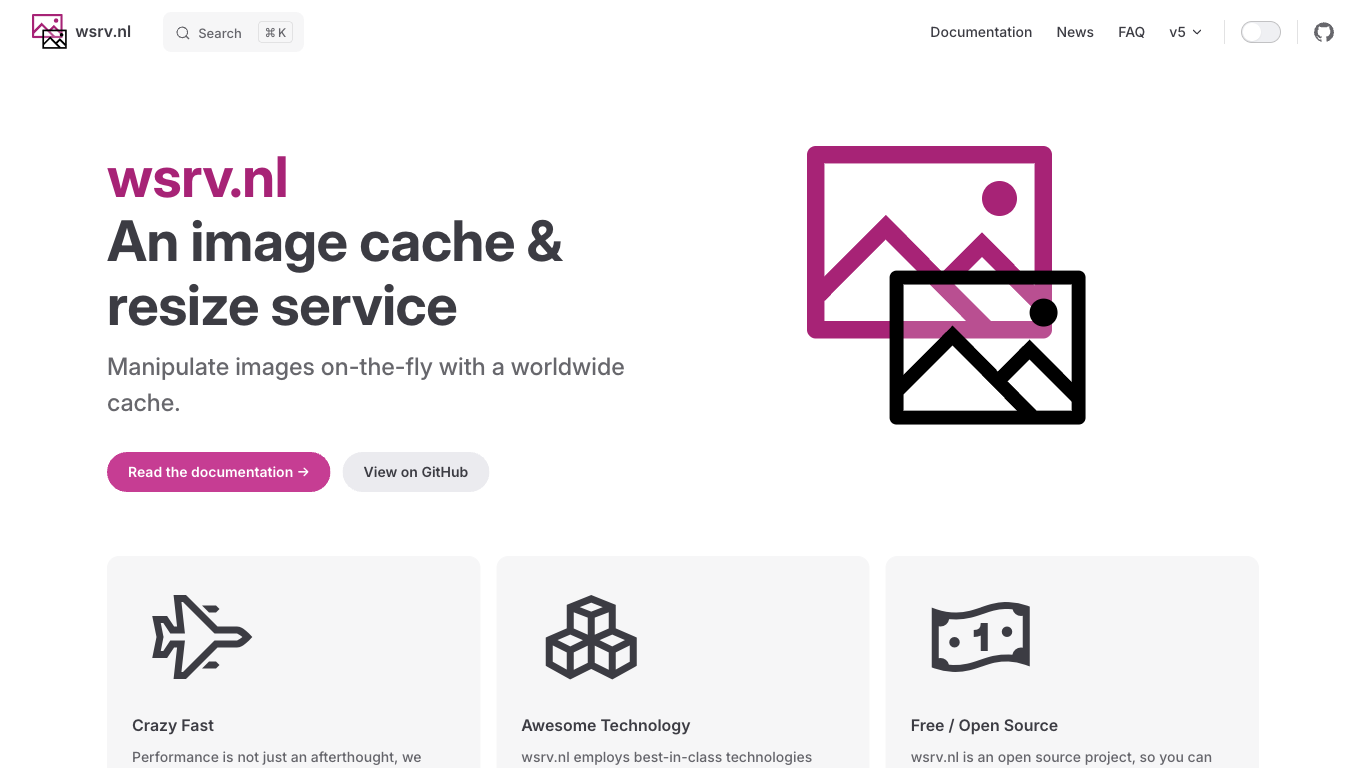 wsrv.nl
Search
⌘ K
Documentation
News
FAQ
v5
wsrv.nl
An image cache &
resize service
Manipulate images on-the-fly with a worldwide
cache.
Read the documentation →
View on GitHub
1
Crazy Fast
Performance is not just an afterthought, we
Awesome Technology
wsrv.nl employs best-in-class technologies
Free / Open Source
wsrv.nl is an open source project, so you can